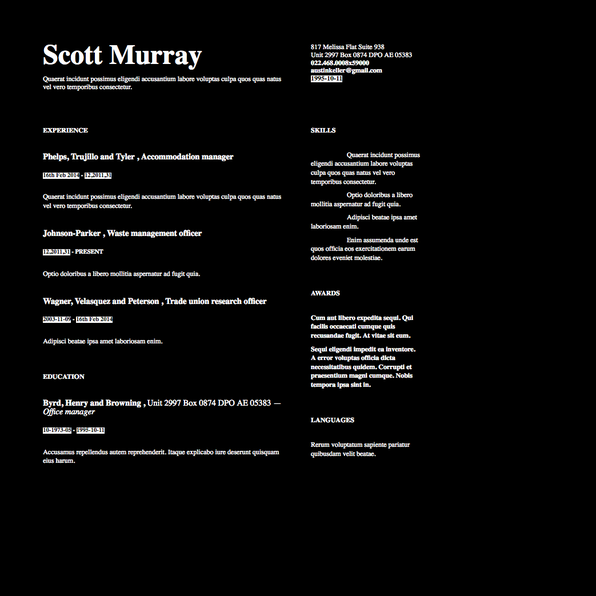 Scott Murray
Quaerat incidunt possimus eligendi accusantium labore voluptas culpa quos quas natus
vel vero temporibus consectetur.
817 Melissa Flat Suite 938
Unit 2997 Box 0874 DPO AE 05383
022.468.0008x59000
austinkeller@gmail.com
1995-10-11
EXPERIENCE
Phelps, Trujillo and Tyler , Accommodation manager
16th Feb 2014 - 12.2011.31
Quaerat incidunt possimus eligendi accusantium labore voluptas culpa quos quas natus
vel vero temporibus consectetur.
Johnson-Parker , Waste management officer
12.2011.31 - PRESENT
Optio doloribus a libero mollitia aspernatur ad fugit quia.
Wagner, Velasquez and Peterson , Trade union research officer
2003-11-09 - 16th Feb 2014
Adipisci beatae ipsa amet laboriosam enim.
EDUCATION
Byrd, Henry and Browning , Unit 2997 Box 0874 DPO AE 05383 —
Office manager
10-1973-02 - 1995-10-11
Accusamus repellendus autem reprehenderit. Itaque explicabo iure deserunt quisquam
eius harum.
SKILLS
Quaerat incidunt possimus
eligendi accusantium labore voluptas
culpa quos quas natus vel vero
temporibus consectetur.
Optio doloribus a libero
mollitia aspernatur ad fugit quia.
Adipisci beatae ipsa amet
laboriosam enim.
Enim assumenda unde est
quos officia eos exercitationem earum
dolores eveniet molestiae.
AWARDS
Cum aut libero expedita sequi. Qui
facilis occaecati cumque quis
recusandae fugit. At vitae sit eum.
Sequi eligendi impedit ea inventore.
A error voluptas officia dicta
necessitatibus quidem. Corrupti et
praesentium magni cumque. Nobis
tempora ipsa sint in.
LANGUAGES
Rerum voluptatum sapiente pariatur
quibusdam velit beatae.